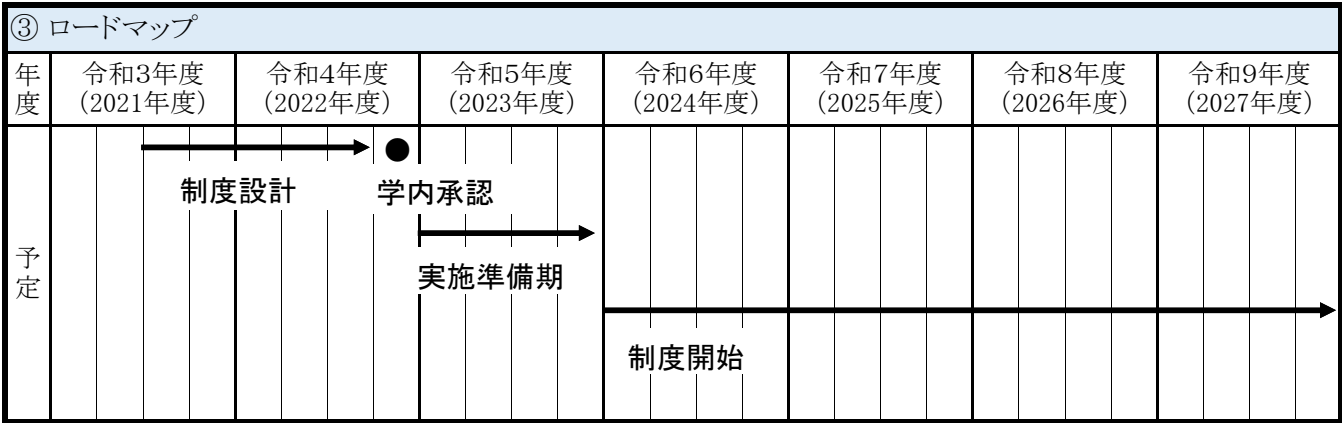 ③ ロードマップ
年度
令和3年度
(2021年度)
令和4年度
(2022年度)
令和5年度
(2023年度)
令和6年度
(2024年度)
令和7年度
(2025年度)
令和8年度
(2026年度)
令和9年度
(2027年度)
予定
制度設計
学内承認
実施準備期
制度開始